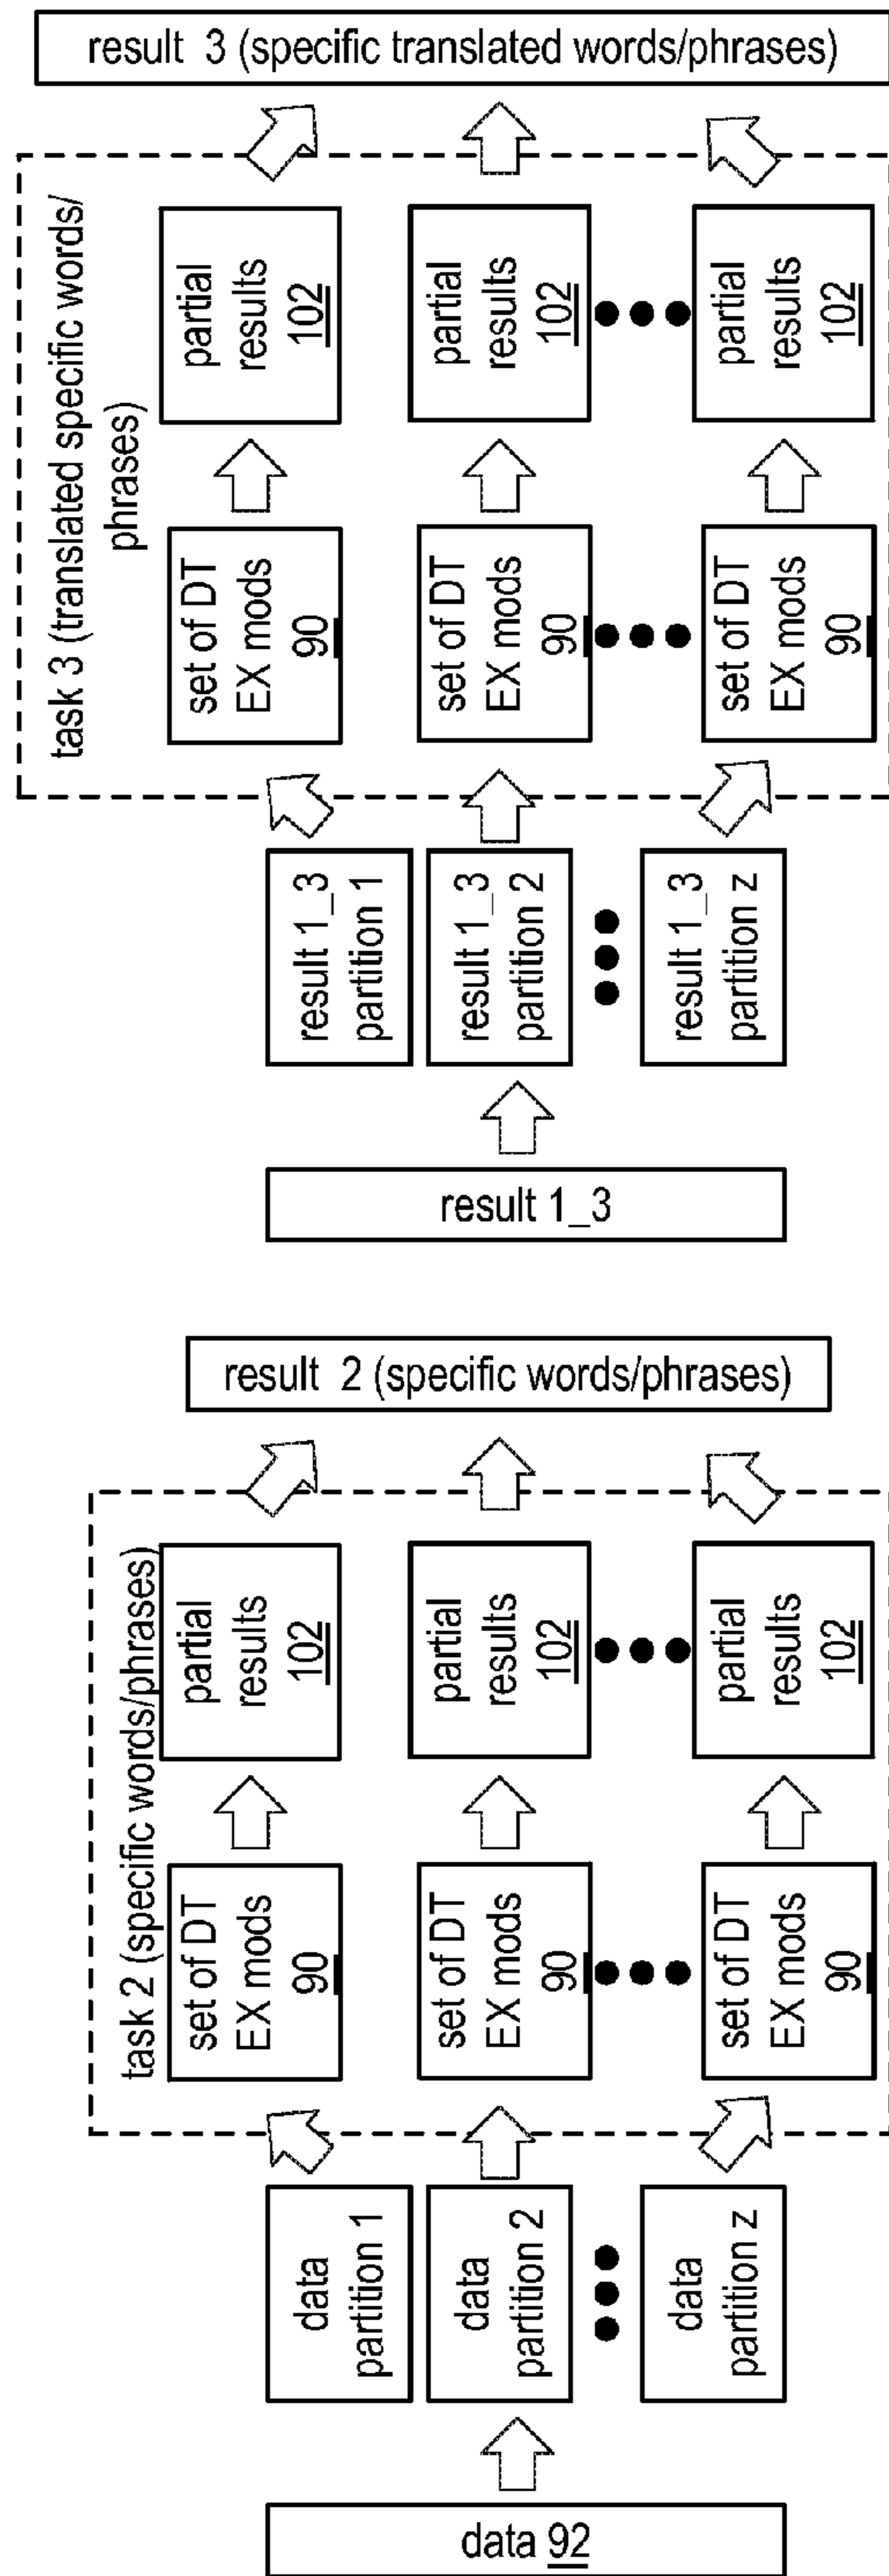 data 92
data
partition 1
data
partition 2
data
partition z
task 2 (specific words/phrases)
set of DT
EX mods
90
partial
results
102
set of DT
EX mods
90
partial
results
102
set of DT
EX mods
90
partial
results
102
result 2 (specific words/phrases)
result 1_3
result 1_3
partition 1
result 1_3
partition 2
result 1_3
partition z
task 3 (translated specific words/
phrases)
set of DT
EX mods
90
partial
results
102
set of DT
EX mods
90
partial
results
102
set of DT
EX mods
90
partial
results
102
result 3 (specific translated words/phrases)